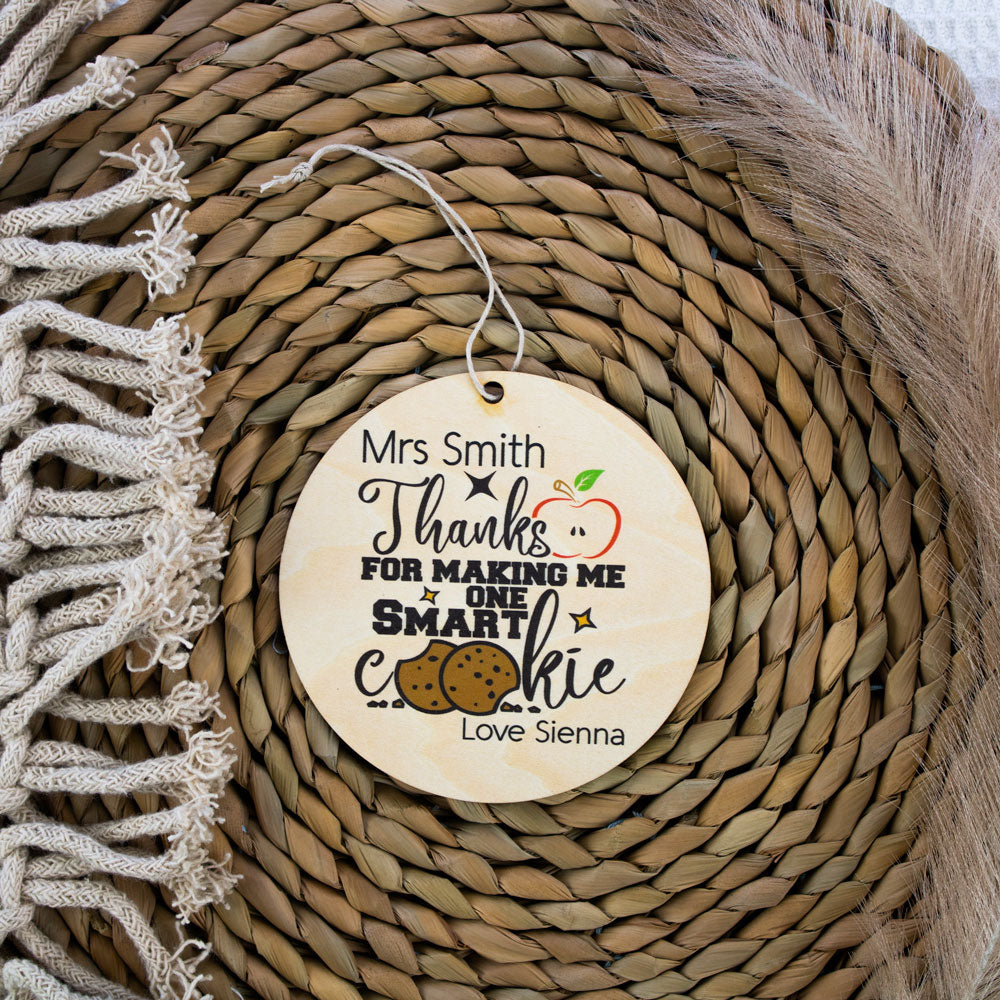 Mrs Smith
Thanks
FOR MAKING ME
ONE
SMART
cookie
Love Sienna